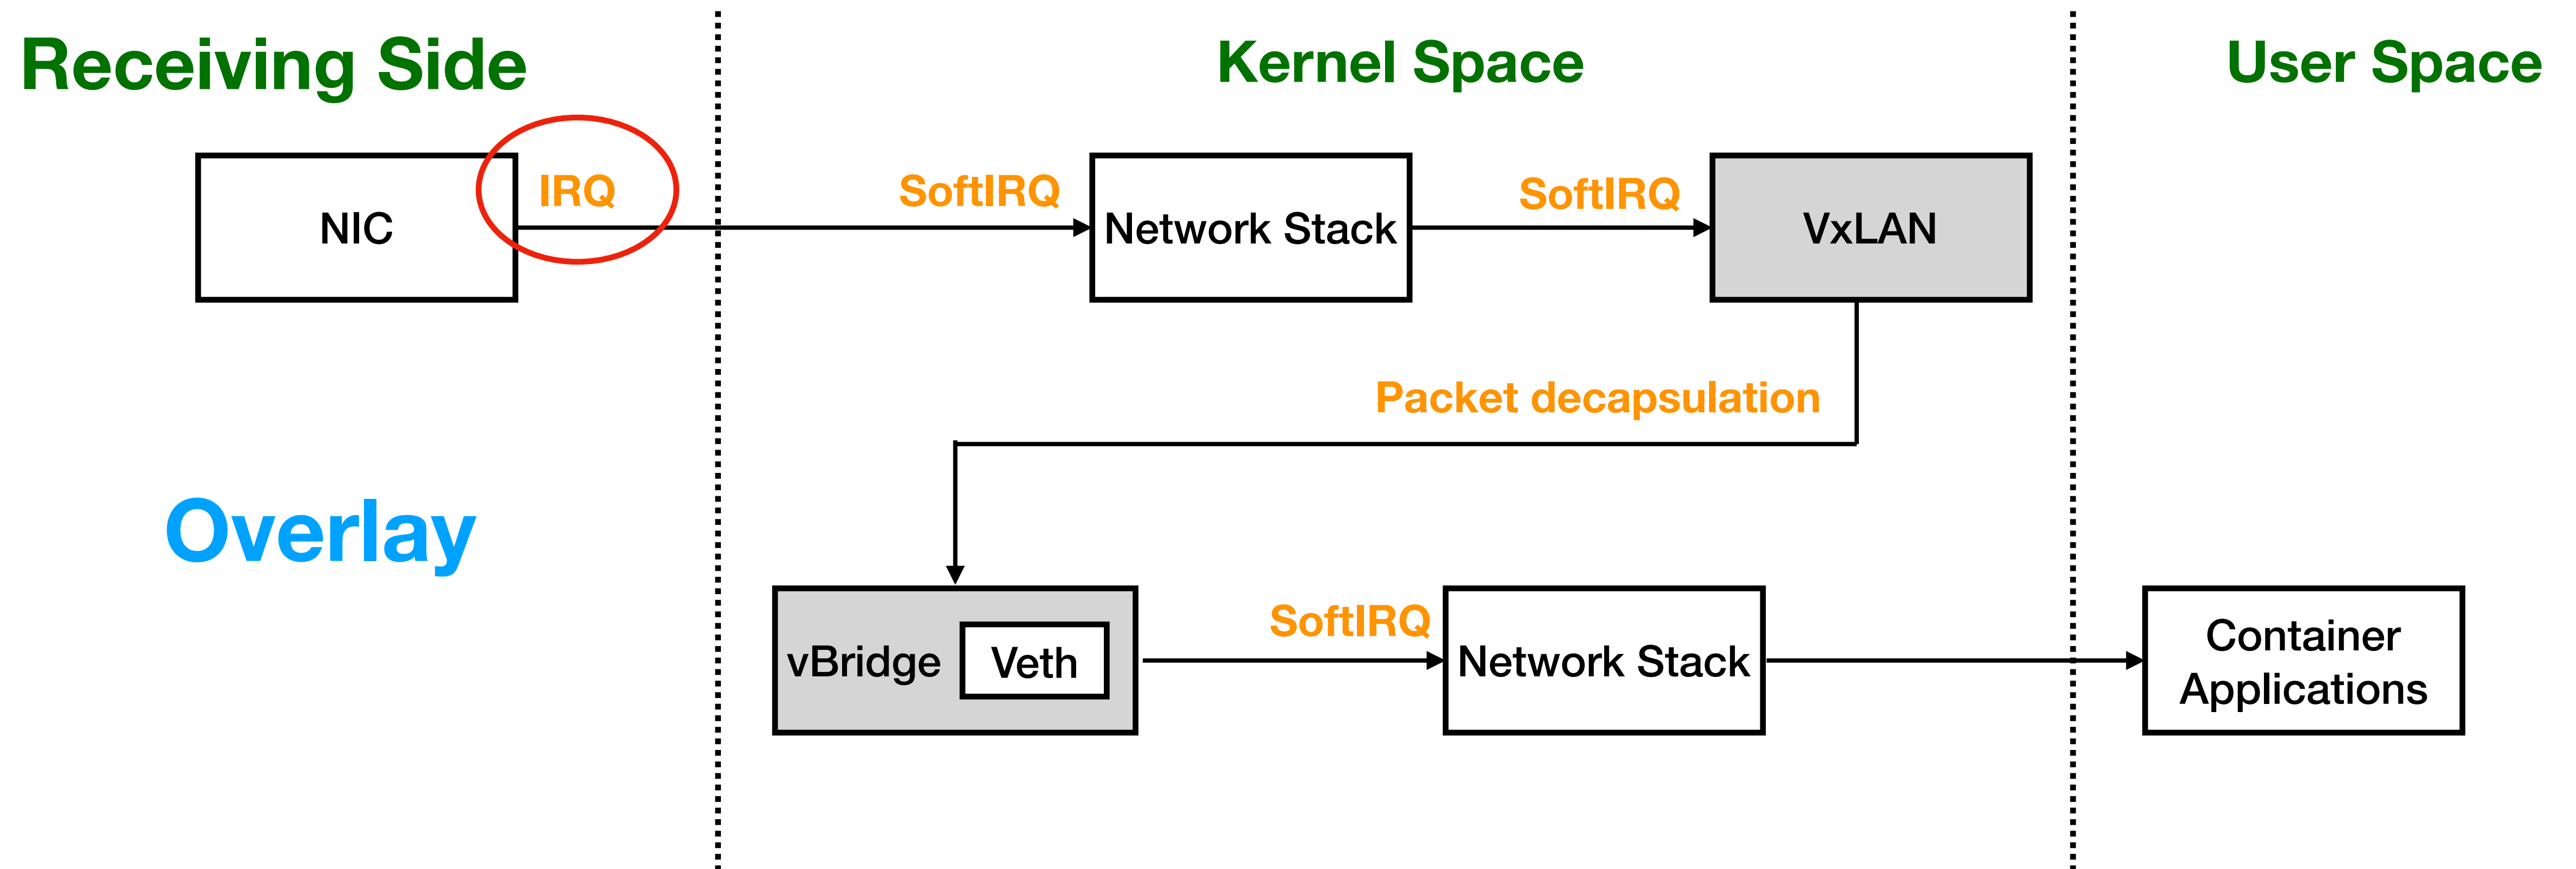 Receiving Side
Kernel Space
User Space
NIC
IRQ
SoftIRQ
Network Stack
SoftIRQ
VxLAN
Packet decapsulation
Overlay
vBridge
Veth
SoftIRQ
Network Stack
Container
Applications